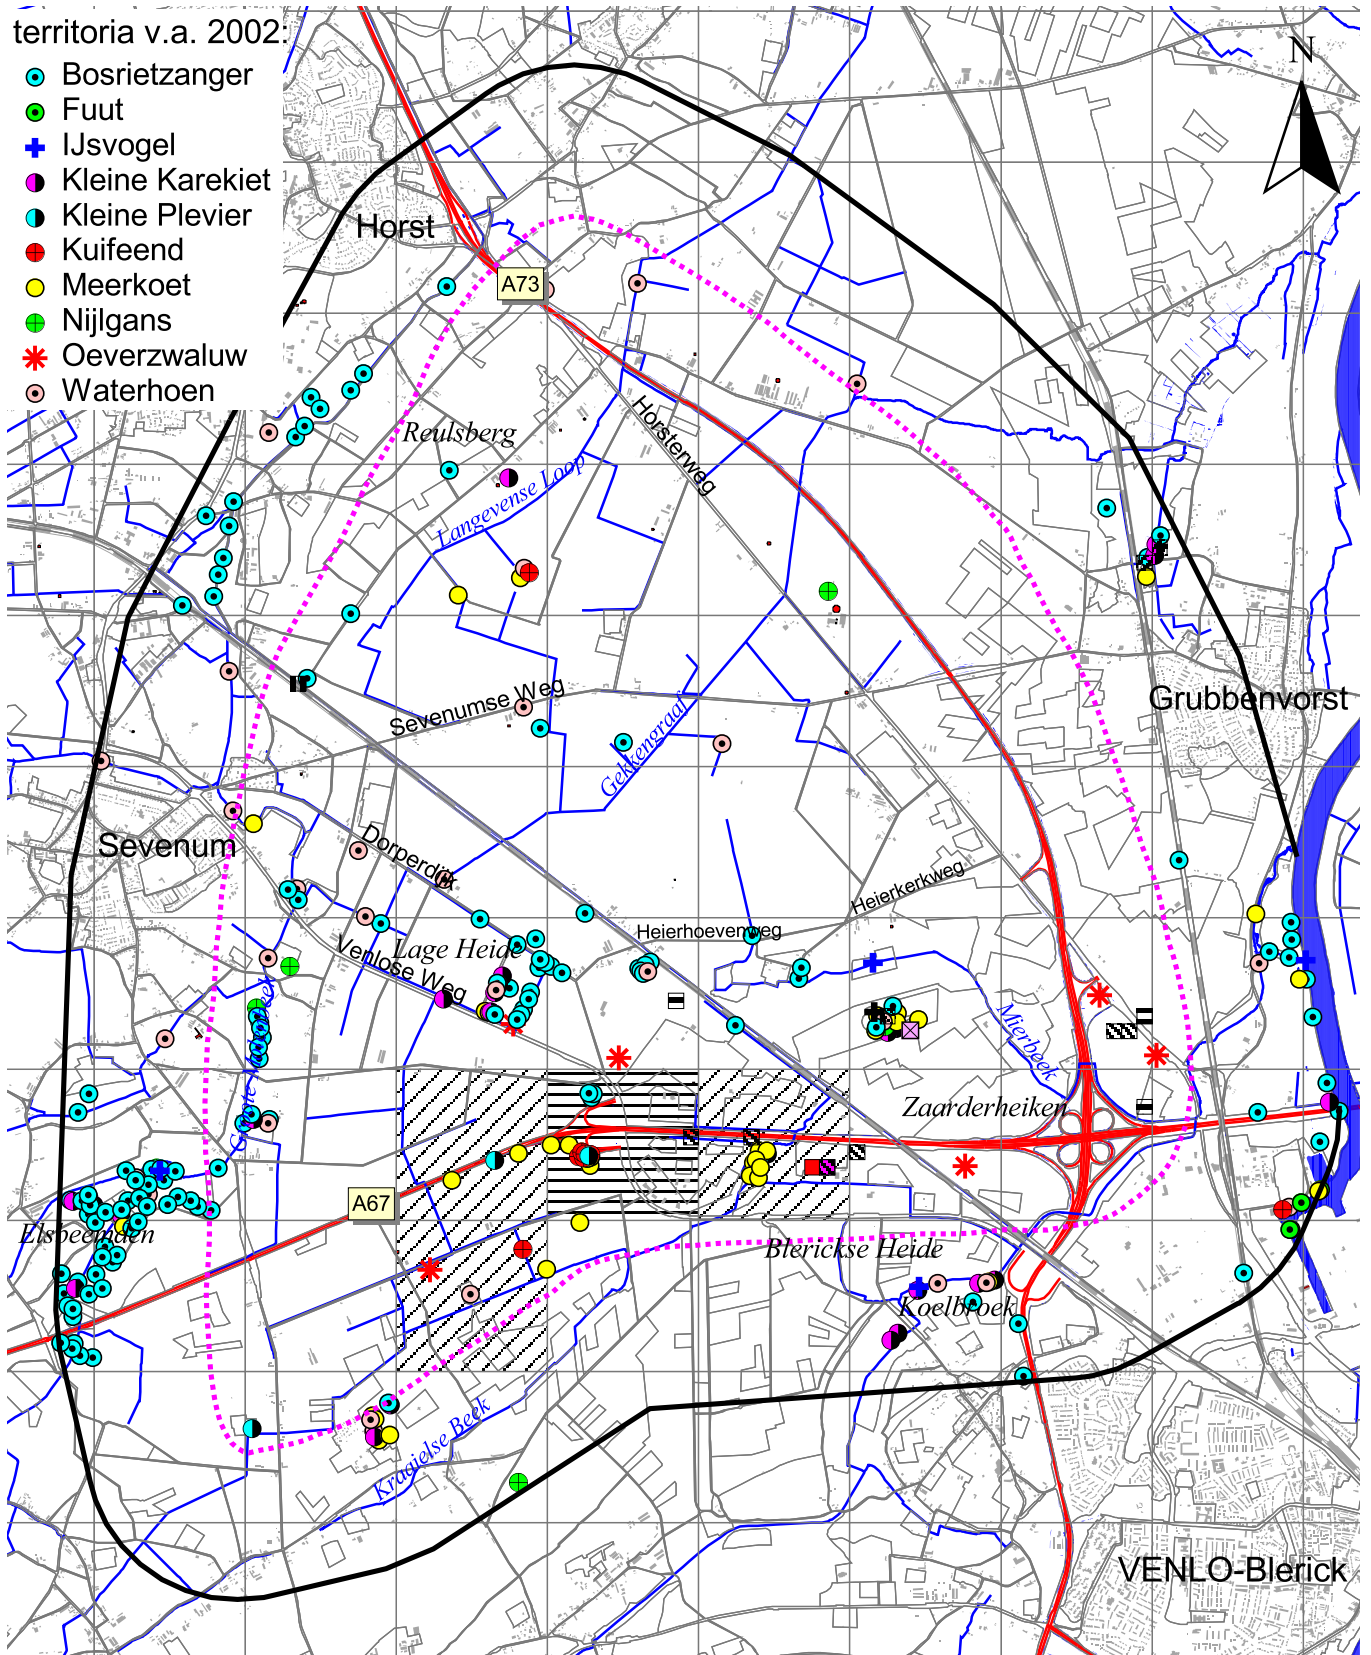 territoria v.a. 2002:
Bosrietzanger
Fuut
IJsvogel
Kleine Karekiet
Kleine Plevier
Kuifeend
Meerkoet
Nijlgans
Oeverzwaluw
Waterhoen
N
Horst
A73
Reulsberg
Horsterweg
Langevense Loop
Grubbenvorst
Sevenumse Weg
Gekkengraaf
Sevenum
Dorperdijk
Heierkerkweg
Heierhoevenweg
Lage Heide
Venlose Weg
Mierbeek
Groote Molenbeek
Zaarderheiken
A67
Elsbeemden
Blerickse Heide
Koelbroek
Kraaielse Beek
VENLO-Blerick